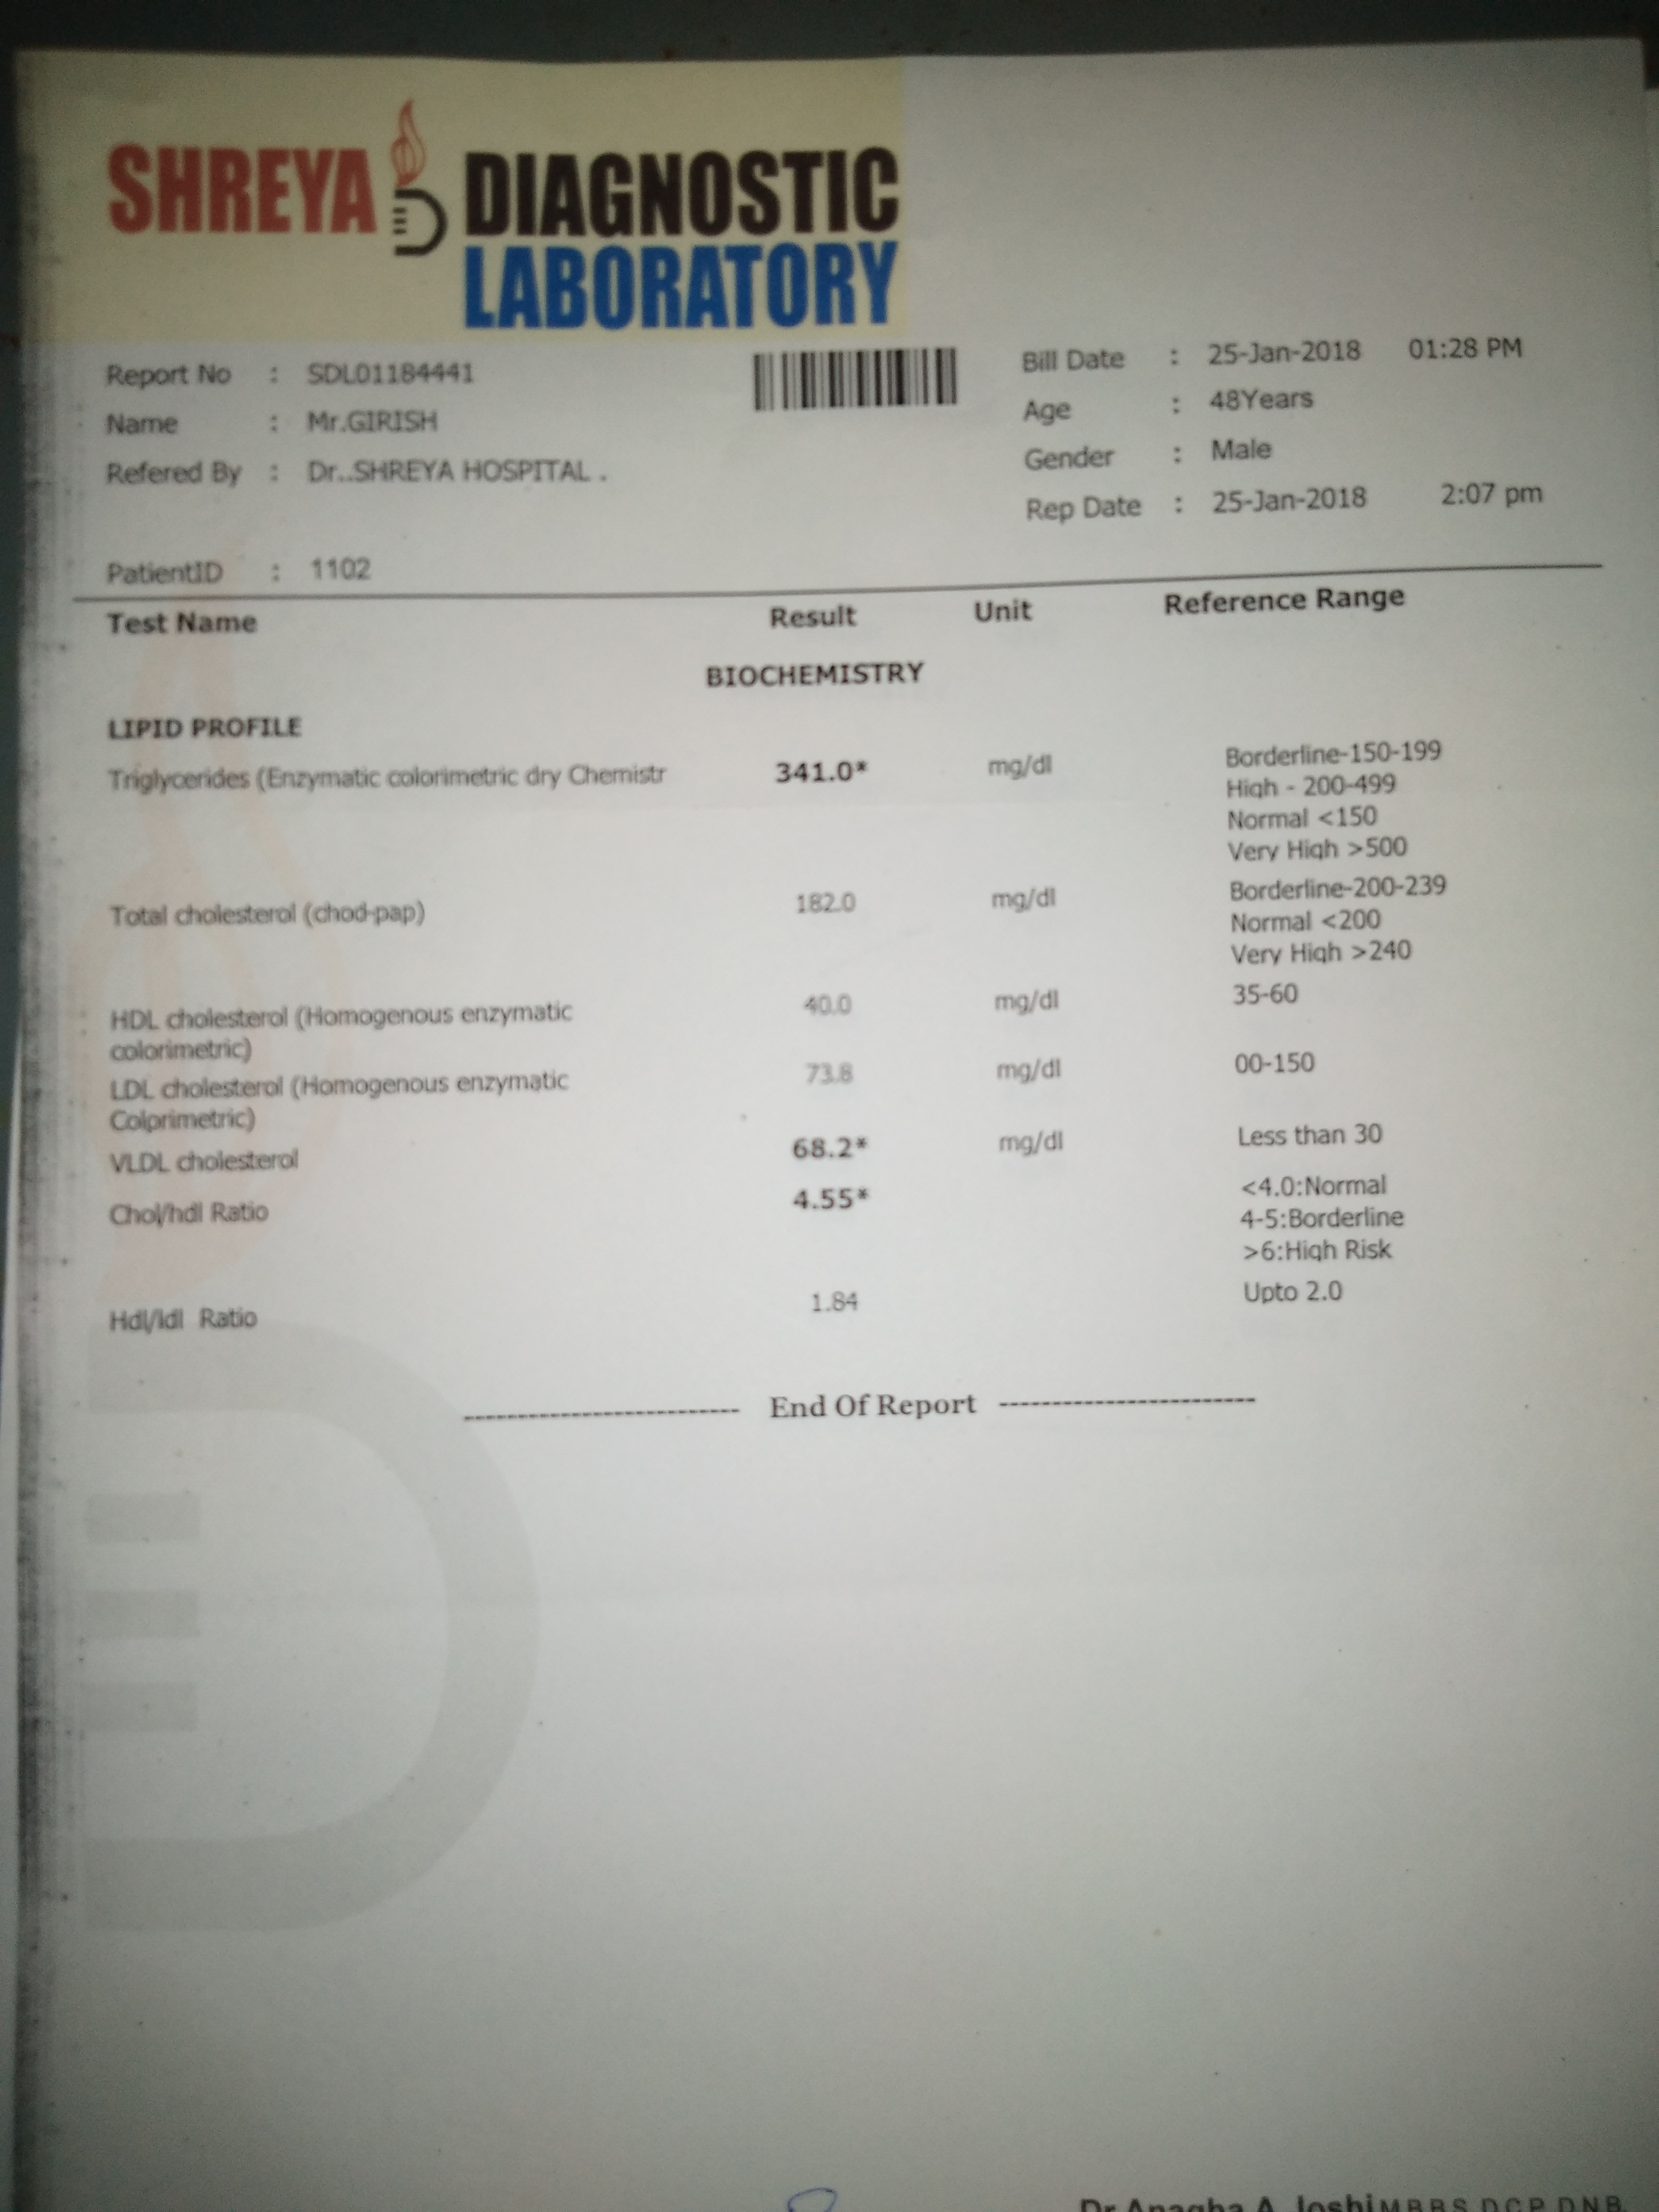 SHREYA DIAGNOSTIC
LABORATORY
Report No : SDL01184441 Bill Date : 25-Jan-2018 01:28 PM
Name : Mr.GIRISH Age : 48Years
Refered By : Dr..SHREYA HOSPITAL . Gender : Male
Rep Date : 25-Jan-2018 2:07 pm
PatientID : 1102
Test Name Result Unit Reference Range
BIOCHEMISTRY
LIPID PROFILE
Triglycerides (Enzymatic colorimetric dry Chemistr 341.0* mg/dl Borderline-150-199
High - 200-499
Normal <150
Very High >500
Total cholesterol (chod-pap) 182.0 mg/dl Borderline-200-239
Normal <200
Very High >240
HDL cholesterol (Homogenous enzymatic 40.0 mg/dl 35-60
colorimetric)
LDL cholesterol (Homogenous enzymatic 73.8 mg/dl 00-150
Colprimetric)
VLDL cholesterol 68.2* mg/dl Less than 30
Chol/hdl Ratio 4.55* <4.0:Normal
4-5:Borderline
>6:High Risk
Hdl/ldl Ratio 1.84 Upto 2.0
End Of Report
Dr Anagha A Joshi M B B S D C P D N B